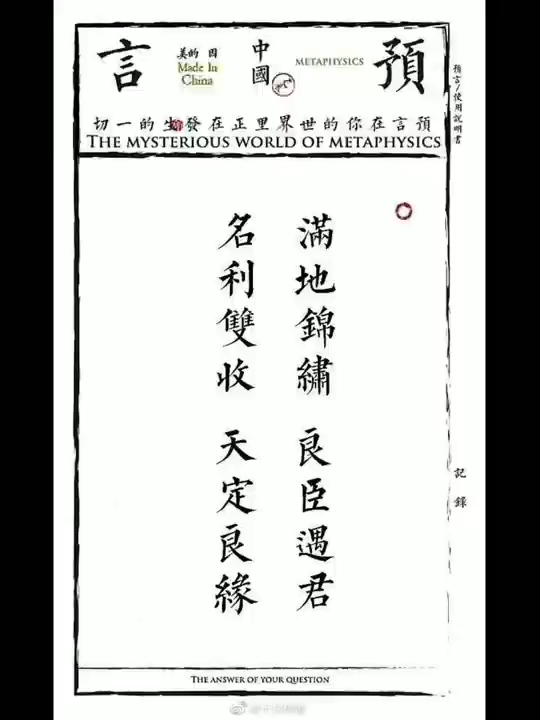 預
METAPHYSICS
中國
Made In
China
言
預言在你的世界里正在發生的一切
THE MYSTERIOUS WORLD OF METAPHYSICS
預言/使用說明書
記錄
滿地錦繡 良臣遇君
名利雙收 天定良緣
THE ANSWER OF YOUR QUESTION